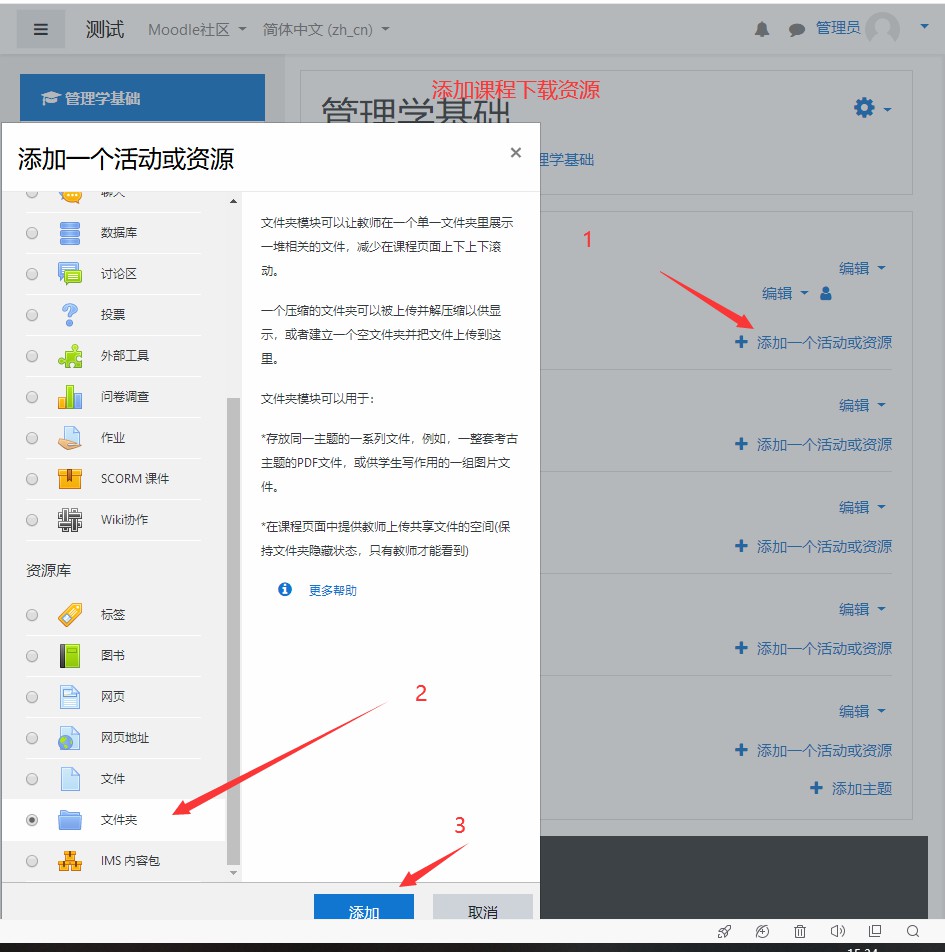 测试 Moodle社区 简体中文 (zh_cn) 管理员
管理学基础
添加课程下载资源
管理学基础
理学基础
添加一个活动或资源 ×
聊天
数据库
讨论区
投票
外部工具
问卷调查
作业
SCORM 课件
Wiki协作
资源库
标签
图书
网页
网页地址
文件
文件夹
IMS 内容包
文件夹模块可以让教师在一个单一文件夹里展示
一堆相关的文件，减少在课程页面上下上下滚
动。
一个压缩的文件夹可以被上传并解压缩以供显
示，或者建立一个空文件夹并把文件上传到这
里。
文件夹模块可以用于：
*存放同一主题的一系列文件，例如，一整套考古
主题的PDF文件，或供学生写作用的一组图片文
件。
*在课程页面中提供教师上传共享文件的空间(保
持文件夹隐藏状态，只有教师才能看到)
更多帮助
2
3
添加 取消
1
编辑
编辑
添加一个活动或资源
编辑
添加一个活动或资源
编辑
添加一个活动或资源
编辑
添加一个活动或资源
编辑
添加一个活动或资源
添加主题